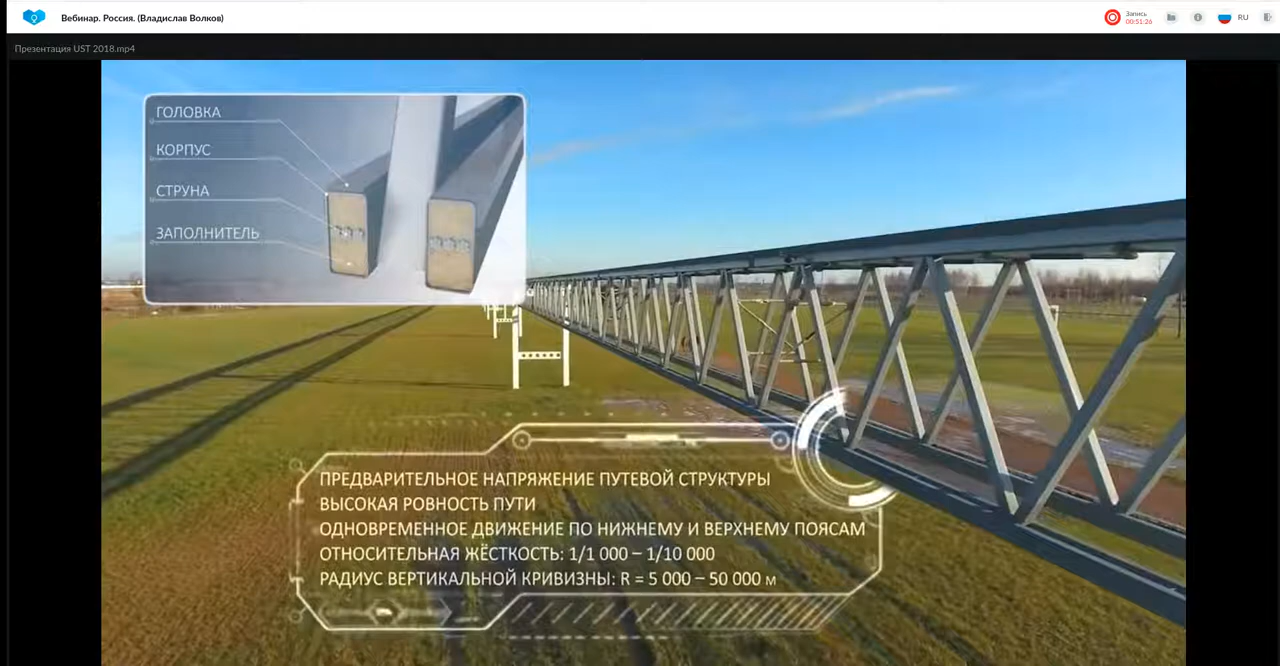 Вебинар. Россия. (Владислав Волков)
Запись
00:51:26
RU
Презентация UST 2018.mp4
ГОЛОВКА
КОРПУС
СТРУНА
ЗАПОЛНИТЕЛЬ
ПРЕДВАРИТЕЛЬНОЕ НАПРЯЖЕНИЕ ПУТЕВОЙ СТРУКТУРЫ
ВЫСОКАЯ РОВНОСТЬ ПУТИ
ОДНОВРЕМЕННОЕ ДВИЖЕНИЕ ПО НИЖНЕМУ И ВЕРХНЕМУ ПОЯСАМ
ОТНОСИТЕЛЬНАЯ ЖЁСТКОСТЬ: 1/1 000 – 1/10 000
РАДИУС ВЕРТИКАЛЬНОЙ КРИВИЗНЫ: R = 5 000 – 50 000 м